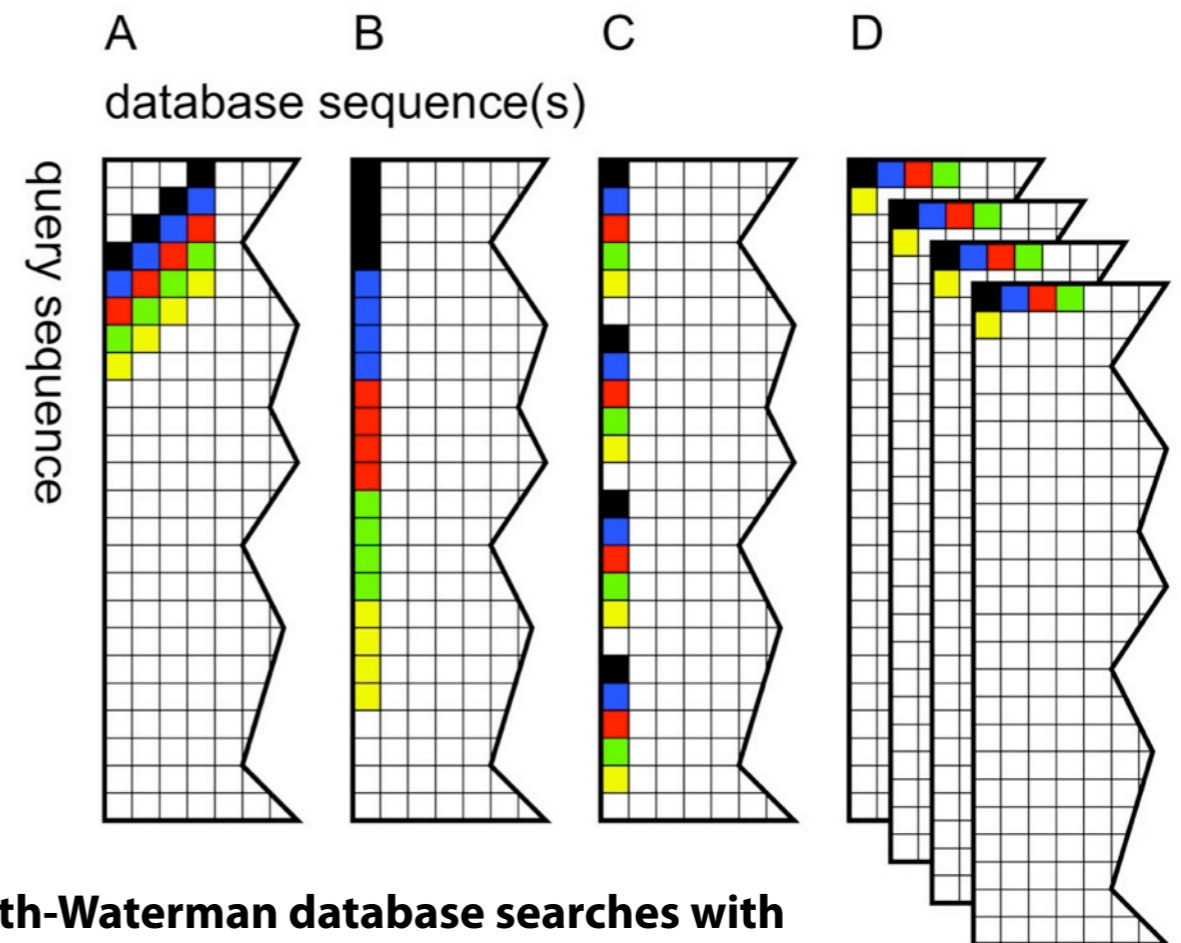 A B C D
database sequence(s)
query sequence
th-Waterman database searches with